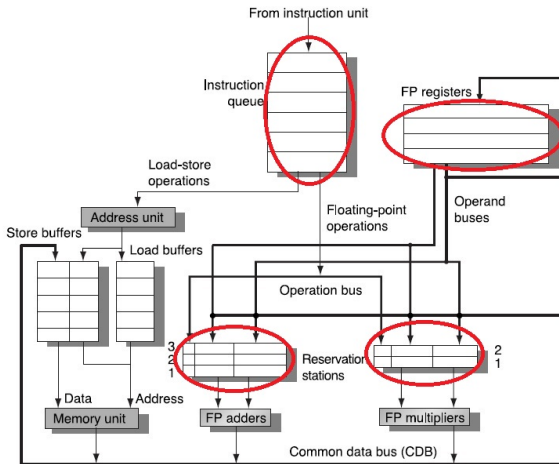 From instruction unit
Instruction
queue
FP registers
Load-store
operations
Address unit
Floating-point
operations
Operand
buses
Store buffers
Load buffers
Operation bus
3
2
1
Reservation
stations
2
1
Data
Address
Memory unit
FP adders
FP multipliers
Common data bus (CDB)